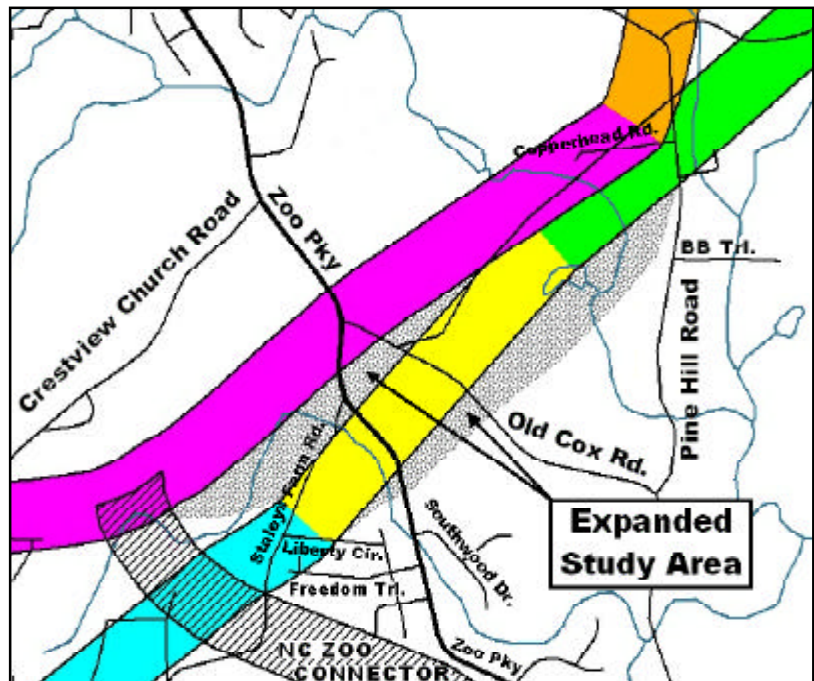 Copperhead Rd.
Zoo Pky
Crestview Church Road
BB Trl.
Pine Hill Road
Old Cox Rd.
Staleys Farm Rd.
Southwood Dr.
Expanded
Study Area
Liberty Cir.
Freedom Trl.
NC ZOO
CONNECTOR
Zoo Pky